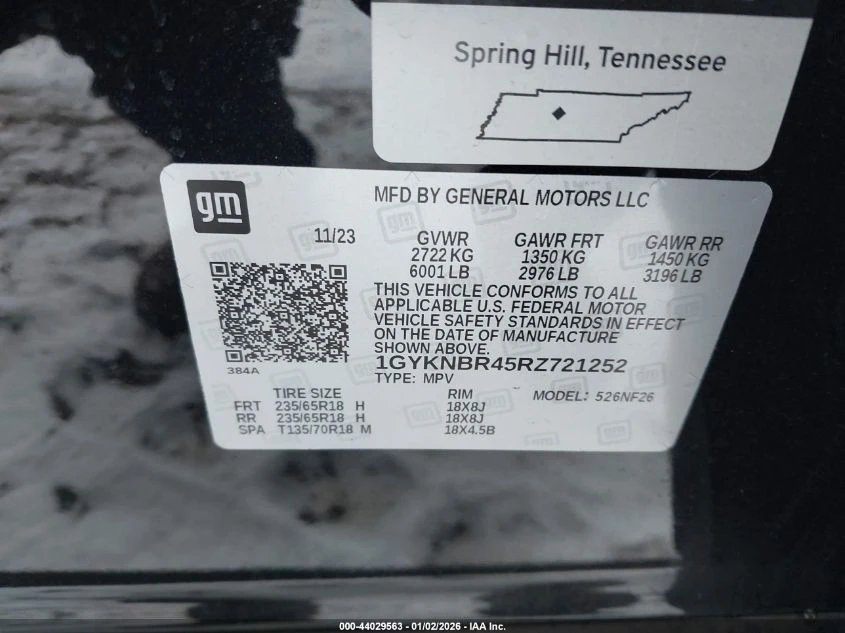 Spring Hill, Tennessee
gm
MFD BY GENERAL MOTORS LLC
11/23
GVWR GAWR FRT GAWR RR
2722 KG 1350 KG 1450 KG
6001 LB 2976 LB 3196 LB
THIS VEHICLE CONFORMS TO ALL
APPLICABLE U.S. FEDERAL MOTOR
VEHICLE SAFETY STANDARDS IN EFFECT
ON THE DATE OF MANUFACTURE
SHOWN ABOVE.
384A
1GYKNBR45RZ721252
TYPE: MPV
TIRE SIZE RIM MODEL: 526NF26
FRT 235/65R18 H 18X8J
RR 235/65R18 H 18X8J
SPA T135/70R18 M 18X4.5B
000-44029563 - 01/02/2026 - IAA Inc.